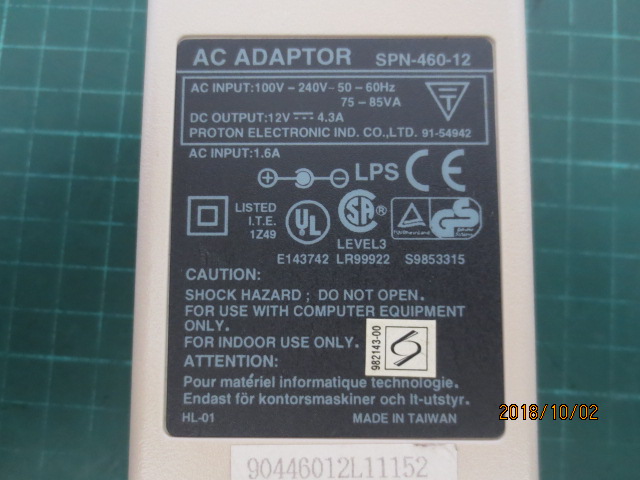 AC ADAPTOR SPN-460-12
AC INPUT:100V - 240V~ 50 - 60Hz
75 - 85VA
DC OUTPUT:12V⎓ 4.3A
PROTON ELECTRONIC IND. CO.,LTD. 91-54942
AC INPUT:1.6A
LPS CE
LISTED
I.T.E.
1Z49
UL
SA ®
GS
LEVEL3
E143742 LR99922 S9853315
CAUTION:
SHOCK HAZARD ; DO NOT OPEN.
FOR USE WITH COMPUTER EQUIPMENT
ONLY.
FOR INDOOR USE ONLY.
982143-00
ATTENTION:
Pour matériel informatique technologie.
Endast för kontorsmaskiner och It-utstyr.
HL-01 MADE IN TAIWAN
90446012L11152
2018/10/02